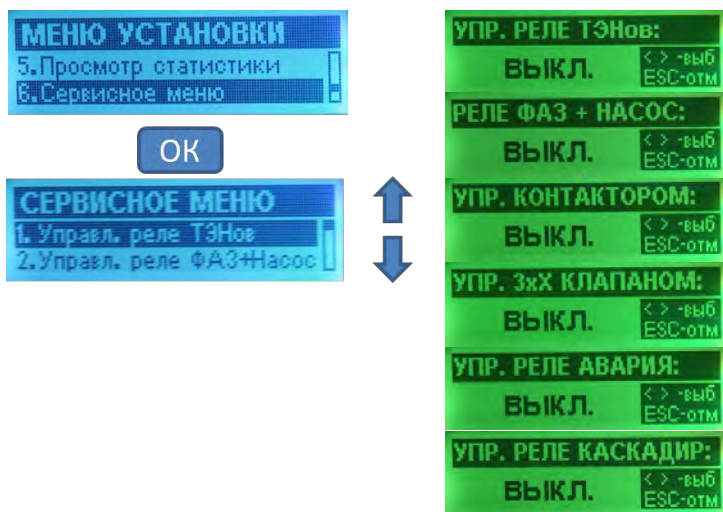 МЕНЮ УСТАНОВКИ
5.Просмотр статистики
6.Сервисное меню
ОК
СЕРВИСНОЕ МЕНЮ
1. Управл. реле ТЭНов
2.Управл. реле ФАЗ+Насос
УПР. РЕЛЕ ТЭНов:
ВЫКЛ.
< > -выб
ESC-отм
РЕЛЕ ФАЗ + НАСОС:
ВЫКЛ.
< > -выб
ESC-отм
УПР. КОНТАКТОРОМ:
ВЫКЛ.
< > -выб
ESC-отм
УПР. 3хХ КЛАПАНОМ:
ВЫКЛ.
< > -выб
ESC-отм
УПР. РЕЛЕ АВАРИЯ:
ВЫКЛ.
< > -выб
ESC-отм
УПР. РЕЛЕ КАСКАДИР:
ВЫКЛ.
< > -выб
ESC-отм